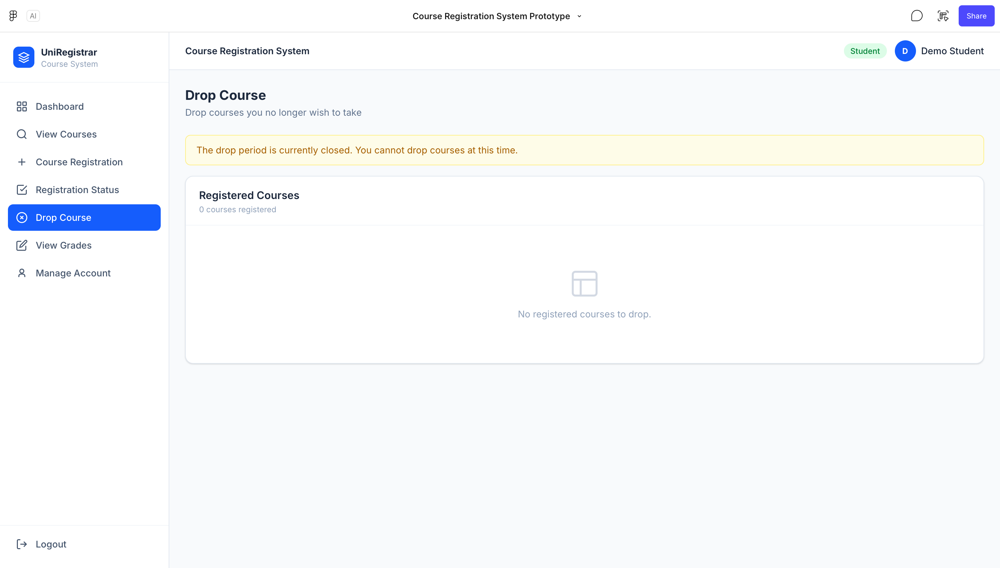 AI
Course Registration System Prototype
Share
UniRegistrar
Course System
Dashboard
View Courses
Course Registration
Registration Status
Drop Course
View Grades
Manage Account
Logout
Course Registration System
Student
D
Demo Student
Drop Course
Drop courses you no longer wish to take
The drop period is currently closed. You cannot drop courses at this time.
Registered Courses
0 courses registered
No registered courses to drop.